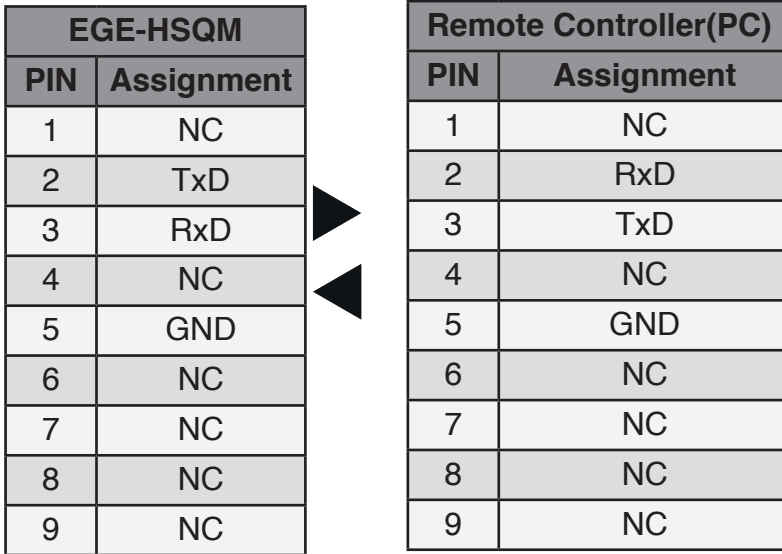 EGE-HSQM
PIN Assignment
1 NC
2 TxD
3 RxD
4 NC
5 GND
6 NC
7 NC
8 NC
9 NC
Remote Controller(PC)
PIN Assignment
1 NC
2 RxD
3 TxD
4 NC
5 GND
6 NC
7 NC
8 NC
9 NC